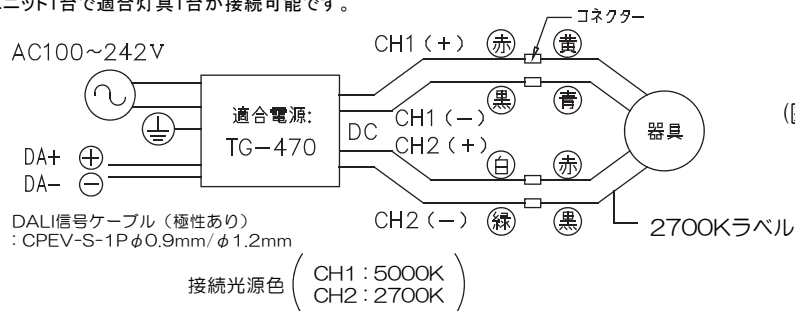 ニット1台で適合灯具1台が接続可能です。
コネクター
AC100~242V
CH1(+) 赤 黄
黒 青
適合電源:
TG-470
DC
CH1(-)
CH2(+)
器具
白 赤
DA+ +
DA- -
CH2(-) 緑 黒
2700Kラベル
DALI信号ケーブル(極性あり)
:CPEV-S-1Pφ0.9mm/φ1.2mm
接続光源色
CH1:5000K
CH2:2700K